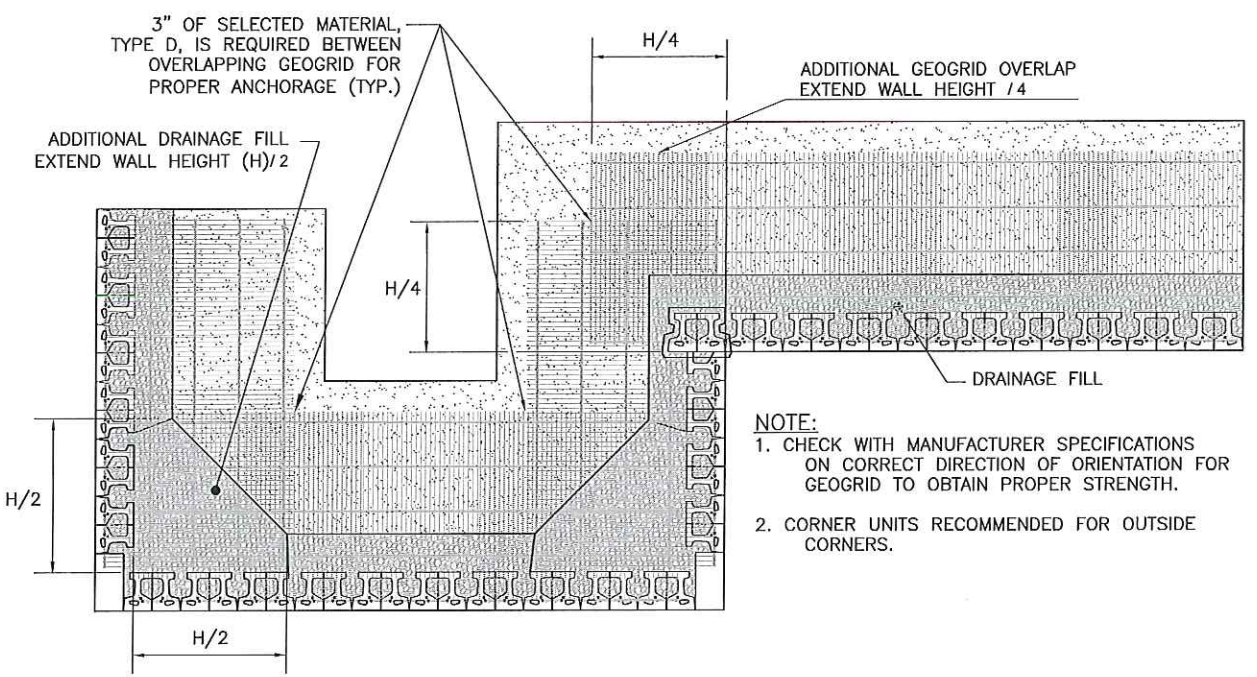 3" OF SELECTED MATERIAL,
TYPE D, IS REQUIRED BETWEEN
OVERLAPPING GEOGRID FOR
PROPER ANCHORAGE (TYP.)
H/4
ADDITIONAL GEOGRID OVERLAP
EXTEND WALL HEIGHT /4
ADDITIONAL DRAINAGE FILL
EXTEND WALL HEIGHT (H)/2
H/4
DRAINAGE FILL
NOTE:
1. CHECK WITH MANUFACTURER SPECIFICATIONS
ON CORRECT DIRECTION OF ORIENTATION FOR
GEOGRID TO OBTAIN PROPER STRENGTH.
2. CORNER UNITS RECOMMENDED FOR OUTSIDE
CORNERS.
H/2
H/2